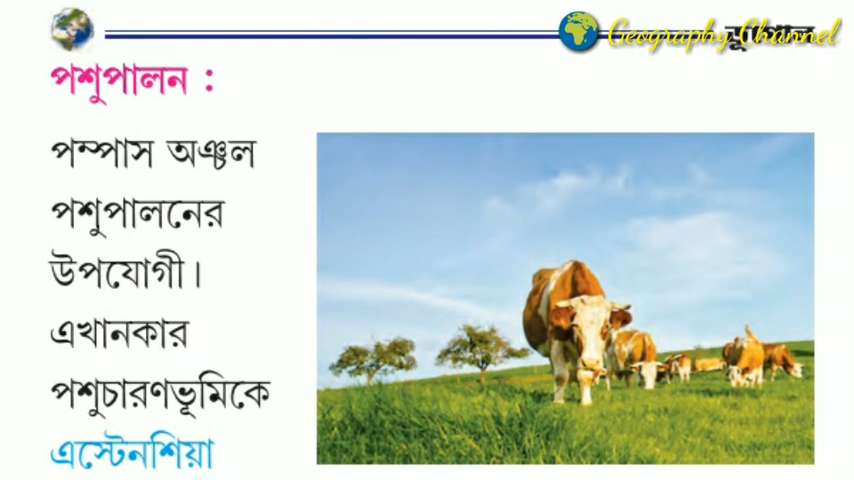 Geography Channel
পশুপালন :
পম্পাস অঞ্চল
পশুপালনের
উপযোগী।
এখানকার
পশুচারণভূমিকে
এস্টেনশিয়া